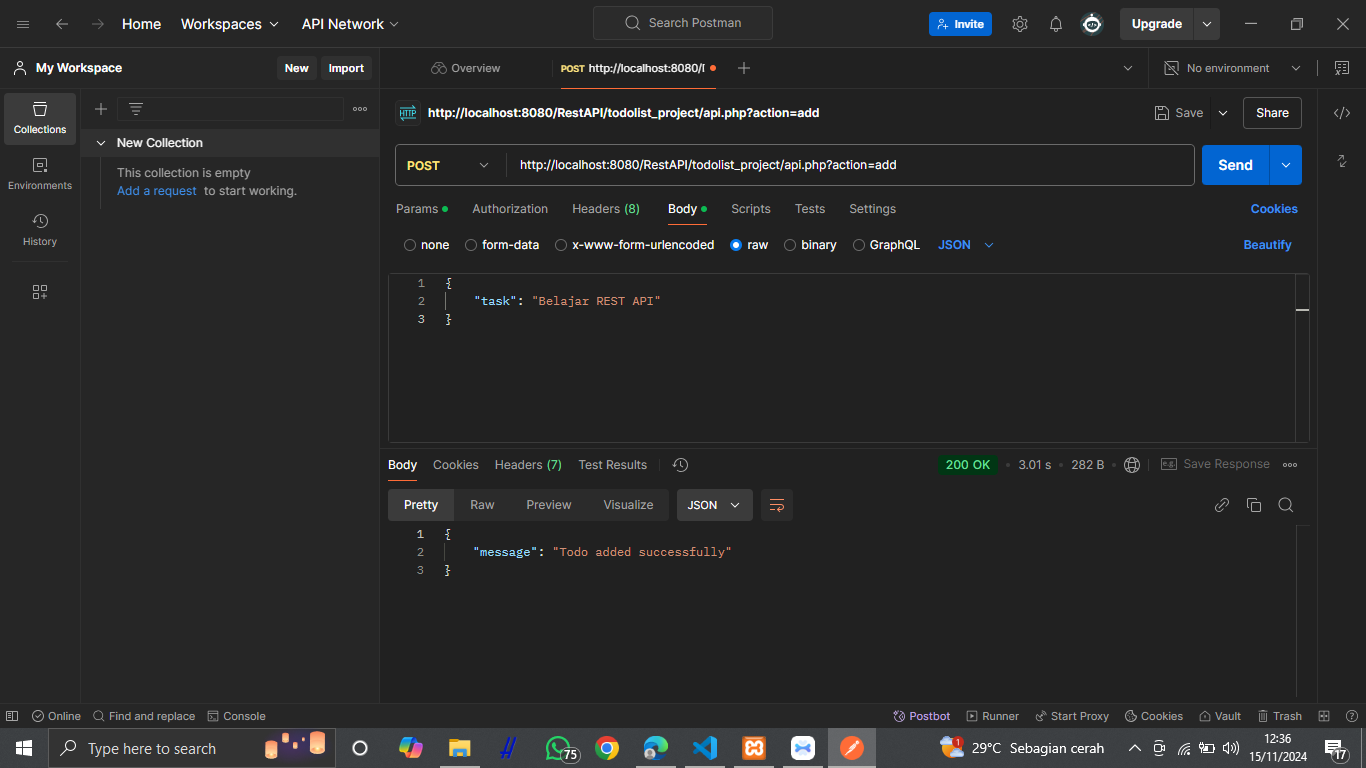 Home Workspaces API Network Search Postman Invite Upgrade
My Workspace New Import Overview POST http://localhost:8080/ No environment
Collections
Environments
History
New Collection
This collection is empty
Add a request to start working.
HTTP http://localhost:8080/RestAPI/todolist_project/api.php?action=add Save Share
POST http://localhost:8080/RestAPI/todolist_project/api.php?action=add Send
Params Authorization Headers (8) Body Scripts Tests Settings Cookies
none form-data x-www-form-urlencoded raw binary GraphQL JSON Beautify
1 {
2 "task": "Belajar REST API"
3 }
Body Cookies Headers (7) Test Results 200 OK 3.01 s 282 B e.g. Save Response
Pretty Raw Preview Visualize JSON
1 {
2 "message": "Todo added successfully"
3 }
Online Find and replace Console Postbot Runner Start Proxy Cookies Vault Trash
Type here to search 75 1 29°C Sebagian cerah 12:36
15/11/2024 17